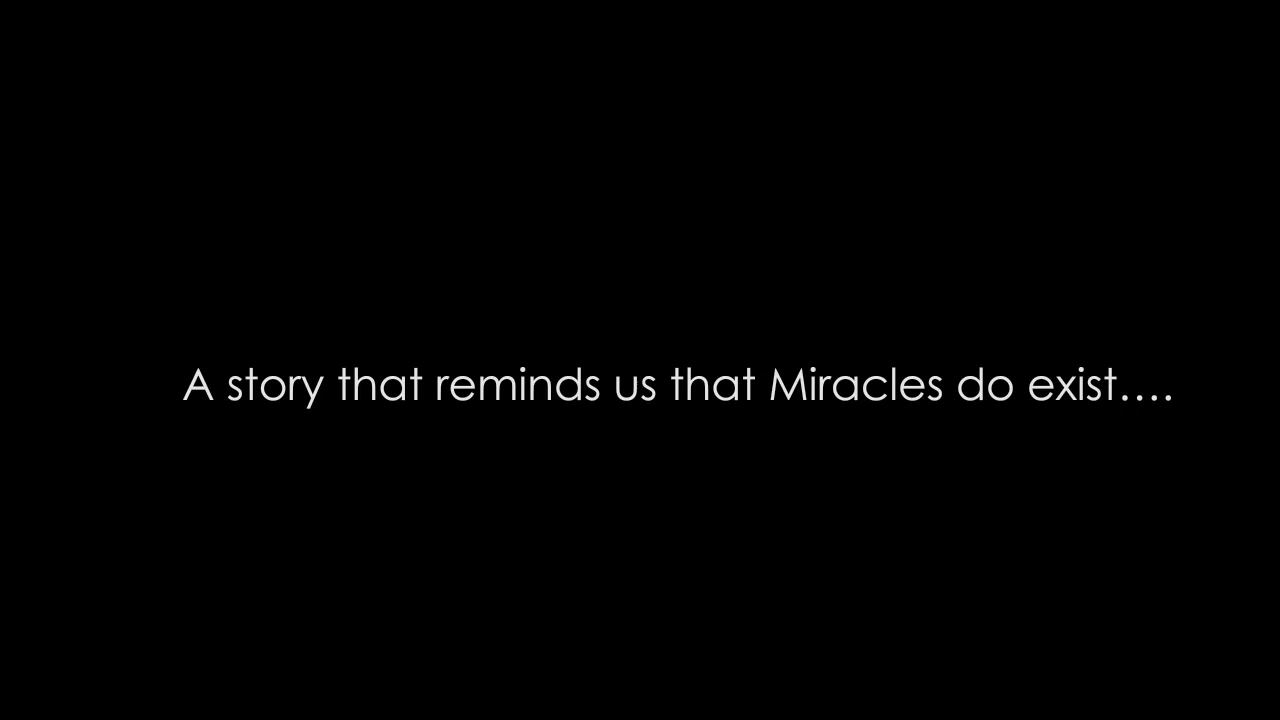 A story that reminds us that Miracles do exist....